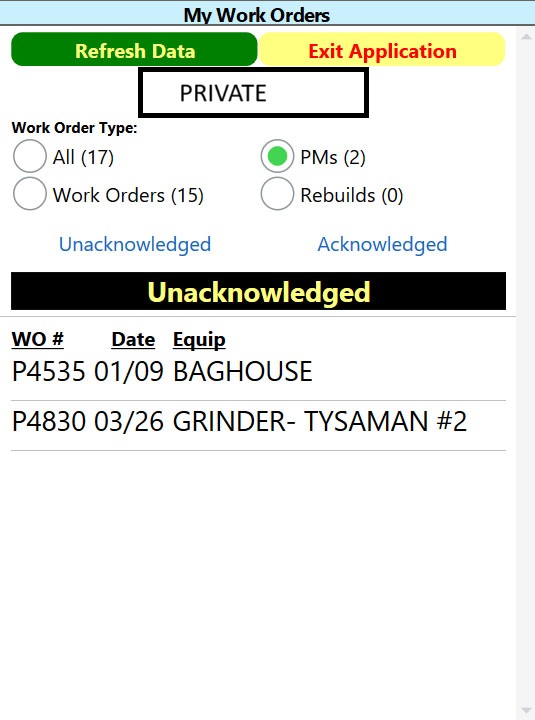 My Work Orders
Refresh Data Exit Application
PRIVATE
Work Order Type:
All (17) PMs (2)
Work Orders (15) Rebuilds (0)
Unacknowledged Acknowledged
Unacknowledged
WO # Date Equip
P4535 01/09 BAGHOUSE
P4830 03/26 GRINDER- TYSAMAN #2